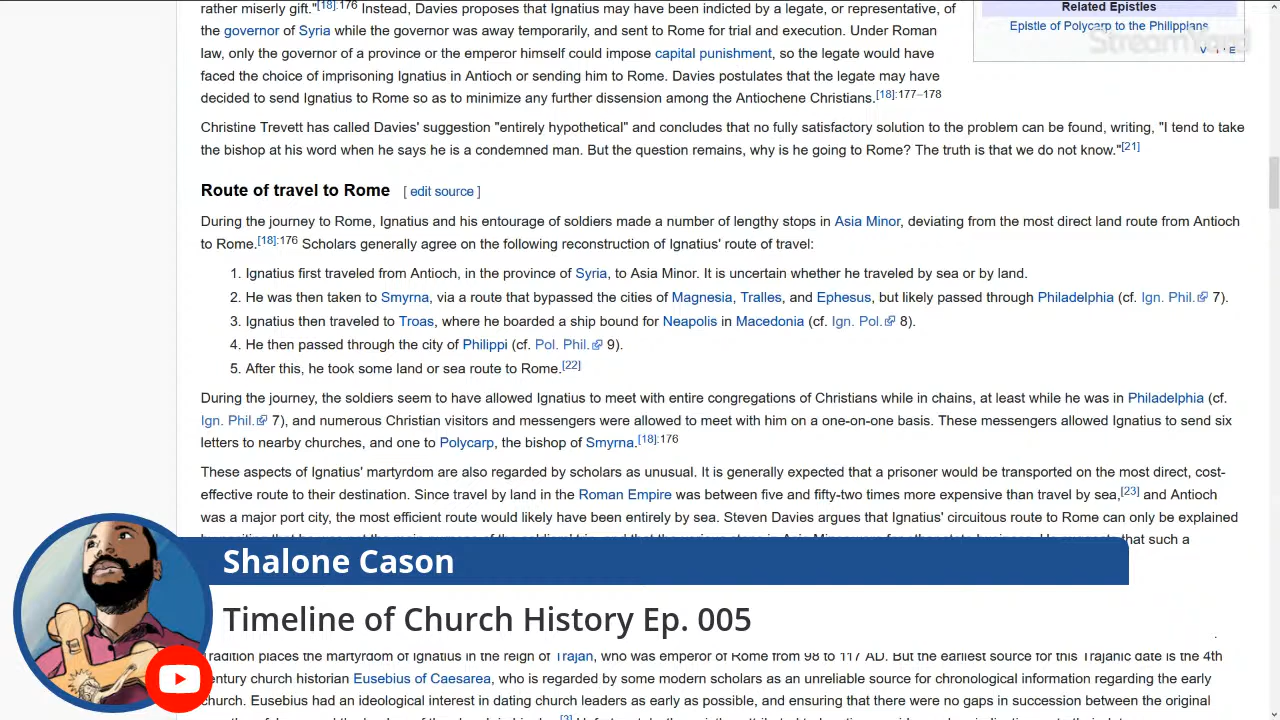 rather miserly gift."[18]:176 Instead, Davies proposes that Ignatius may have been indicted by a legate, or representative, of
the governor of Syria while the governor was away temporarily, and sent to Rome for trial and execution. Under Roman
law, only the governor of a province or the emperor himself could impose capital punishment, so the legate would have
faced the choice of imprisoning Ignatius in Antioch or sending him to Rome. Davies postulates that the legate may have
decided to send Ignatius to Rome so as to minimize any further dissension among the Antiochene Christians.[18]:177–178
Related Epistles
Epistle of Polycarp to the Philippians
StreamYard
V · T · E
Christine Trevett has called Davies' suggestion "entirely hypothetical" and concludes that no fully satisfactory solution to the problem can be found, writing, "I tend to take
the bishop at his word when he says he is a condemned man. But the question remains, why is he going to Rome? The truth is that we do not know."[21]
Route of travel to Rome [ edit source ]
During the journey to Rome, Ignatius and his entourage of soldiers made a number of lengthy stops in Asia Minor, deviating from the most direct land route from Antioch
to Rome.[18]:176 Scholars generally agree on the following reconstruction of Ignatius' route of travel:
1. Ignatius first traveled from Antioch, in the province of Syria, to Asia Minor. It is uncertain whether he traveled by sea or by land.
2. He was then taken to Smyrna, via a route that bypassed the cities of Magnesia, Tralles, and Ephesus, but likely passed through Philadelphia (cf. Ign. Phil. 7).
3. Ignatius then traveled to Troas, where he boarded a ship bound for Neapolis in Macedonia (cf. Ign. Pol. 8).
4. He then passed through the city of Philippi (cf. Pol. Phil. 9).
5. After this, he took some land or sea route to Rome.[22]
During the journey, the soldiers seem to have allowed Ignatius to meet with entire congregations of Christians while in chains, at least while he was in Philadelphia (cf.
Ign. Phil. 7), and numerous Christian visitors and messengers were allowed to meet with him on a one-on-one basis. These messengers allowed Ignatius to send six
letters to nearby churches, and one to Polycarp, the bishop of Smyrna.[18]:176
These aspects of Ignatius' martyrdom are also regarded by scholars as unusual. It is generally expected that a prisoner would be transported on the most direct, cost-
effective route to their destination. Since travel by land in the Roman Empire was between five and fifty-two times more expensive than travel by sea,[23] and Antioch
was a major port city, the most efficient route would likely have been entirely by sea. Steven Davies argues that Ignatius' circuitous route to Rome can only be explained
that such a
Shalone Cason
Timeline of Church History Ep. 005
Tradition places the martyrdom of Ignatius in the reign of Trajan, who was emperor of Rome from 98 to 117 AD. But the earliest source for this Trajanic date is the 4th
century church historian Eusebius of Caesarea, who is regarded by some modern scholars as an unreliable source for chronological information regarding the early
church. Eusebius had an ideological interest in dating church leaders as early as possible, and ensuring that there were no gaps in succession between the original